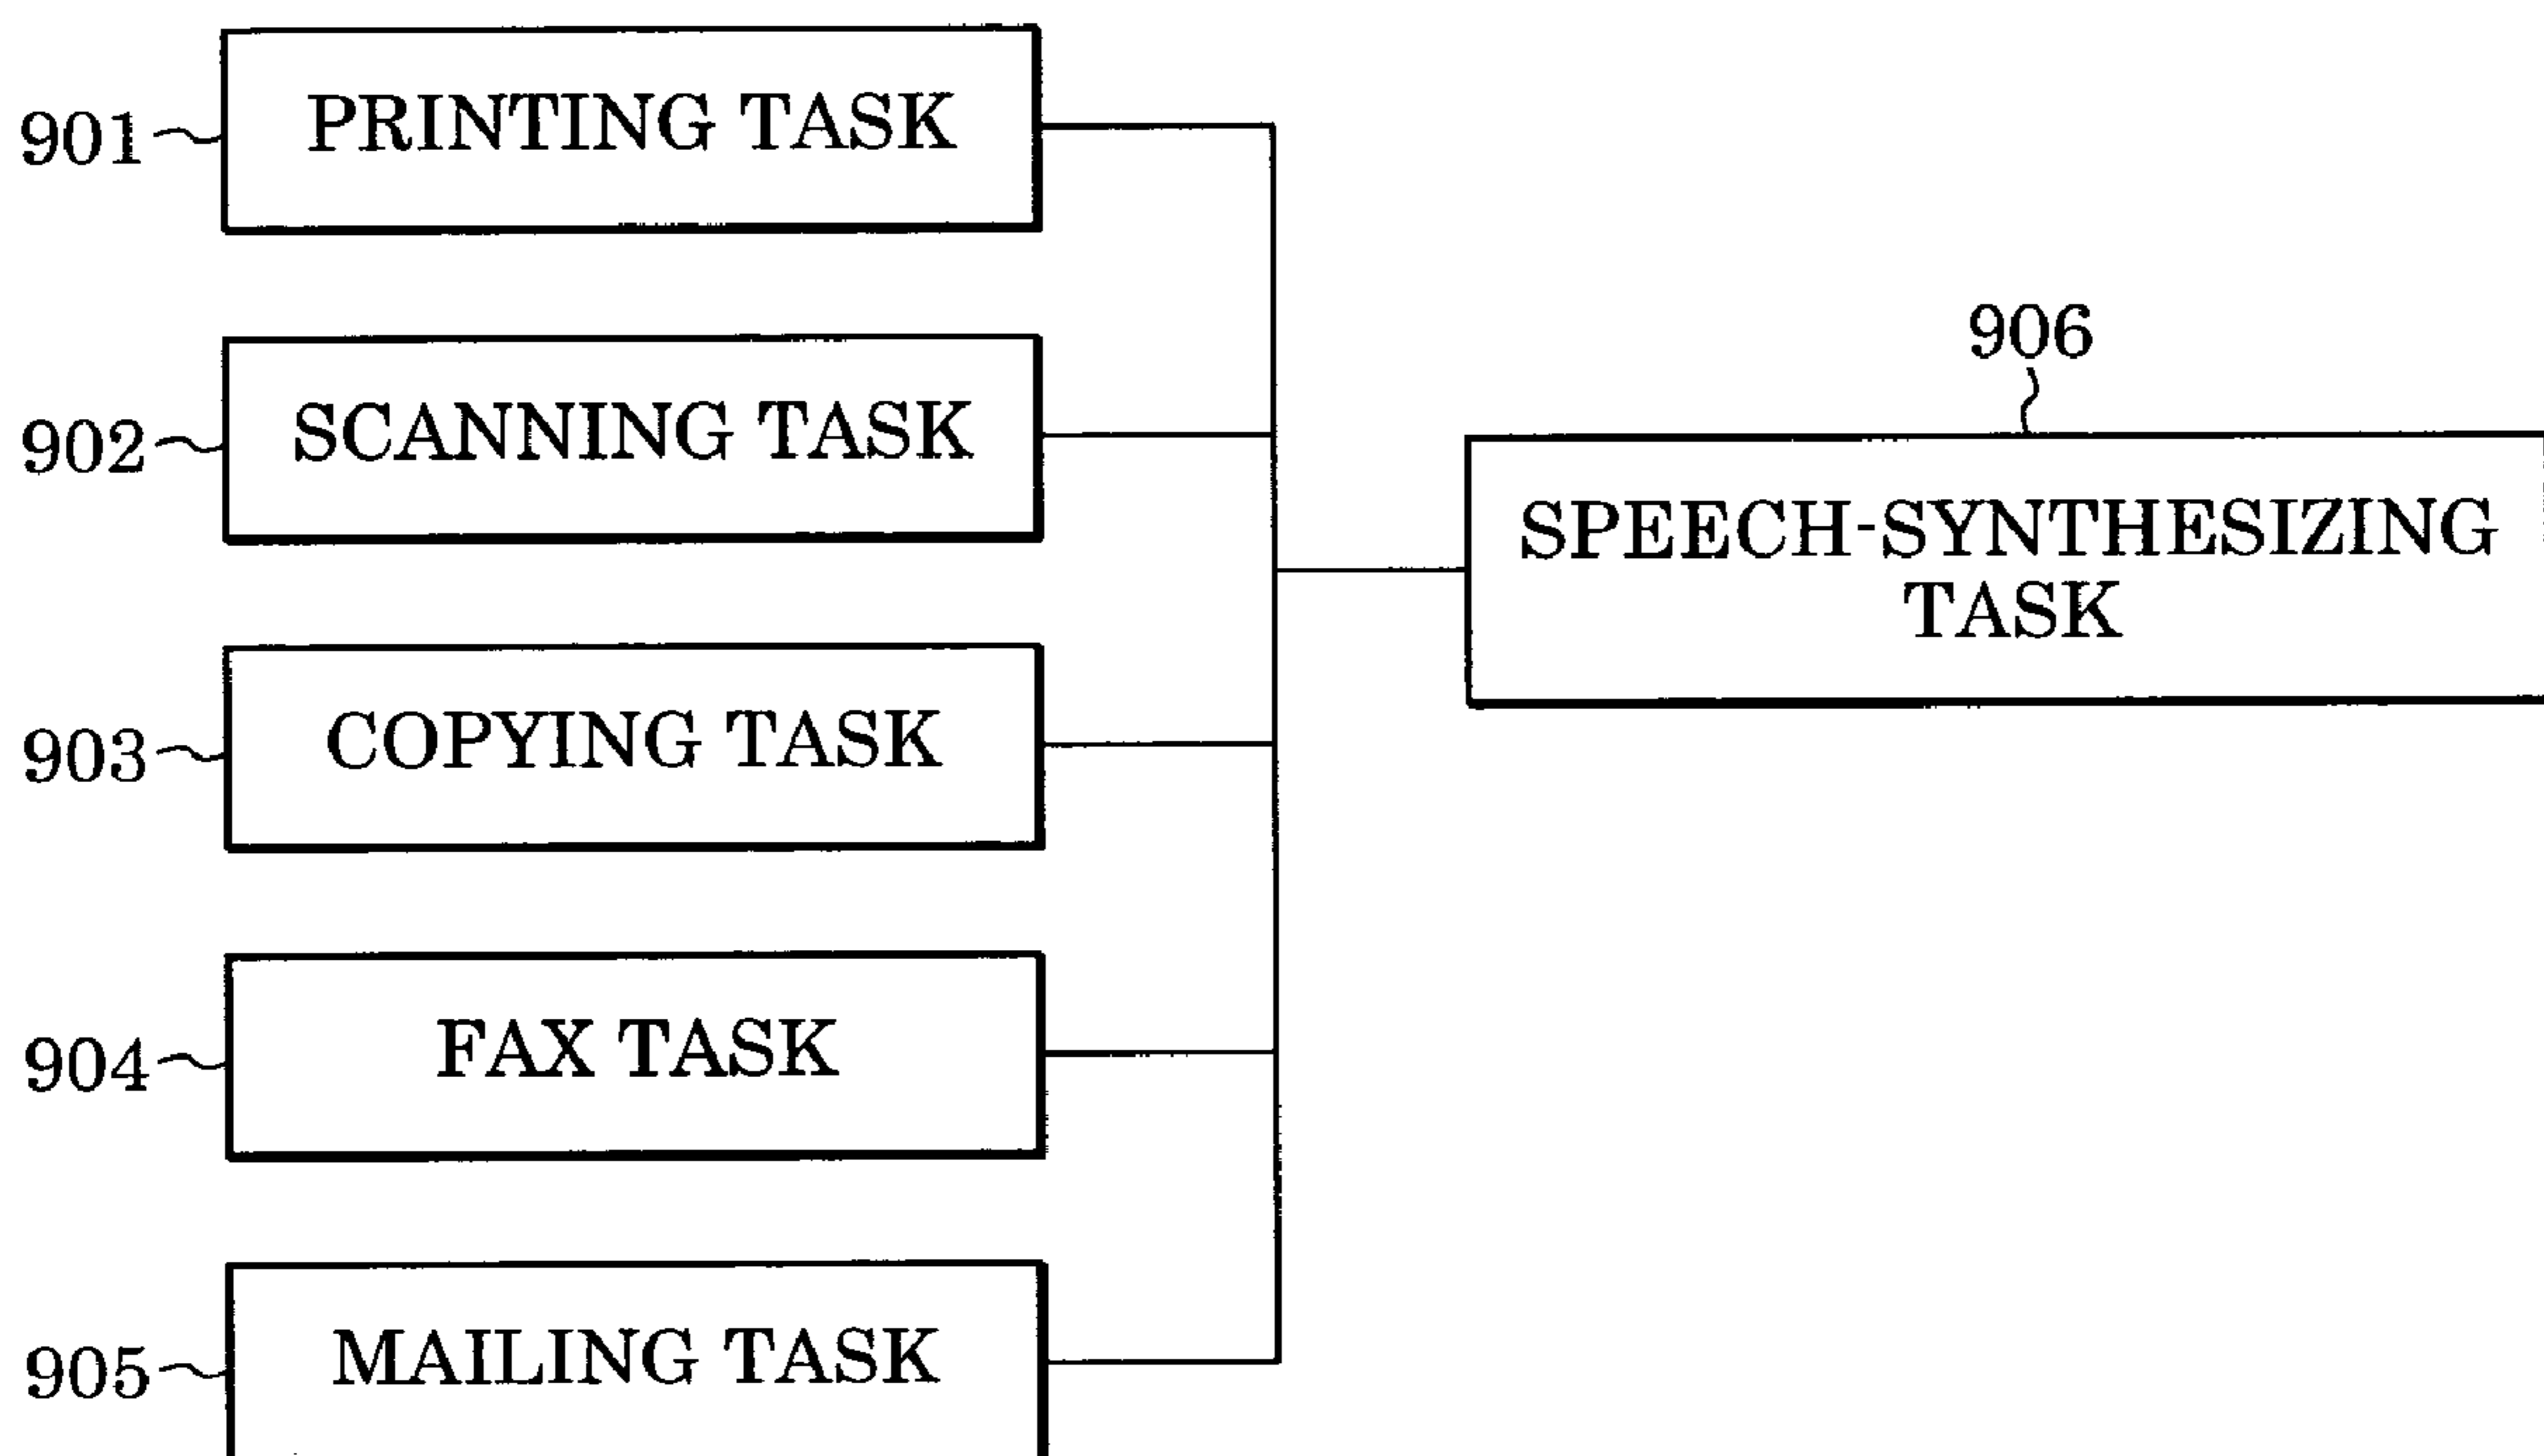 901 PRINTING TASK
902 SCANNING TASK
903 COPYING TASK
904 FAX TASK
905 MAILING TASK
906
SPEECH-SYNTHESIZING
TASK